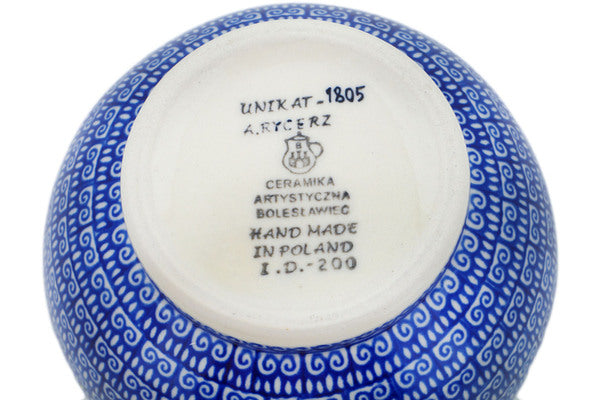 UNIKAT-1805
A.RYCERZ
B
CERAMIKA
ARTYSTYCZNA
BOLESŁAWIEC
HAND MADE
IN POLAND
I.D.-200